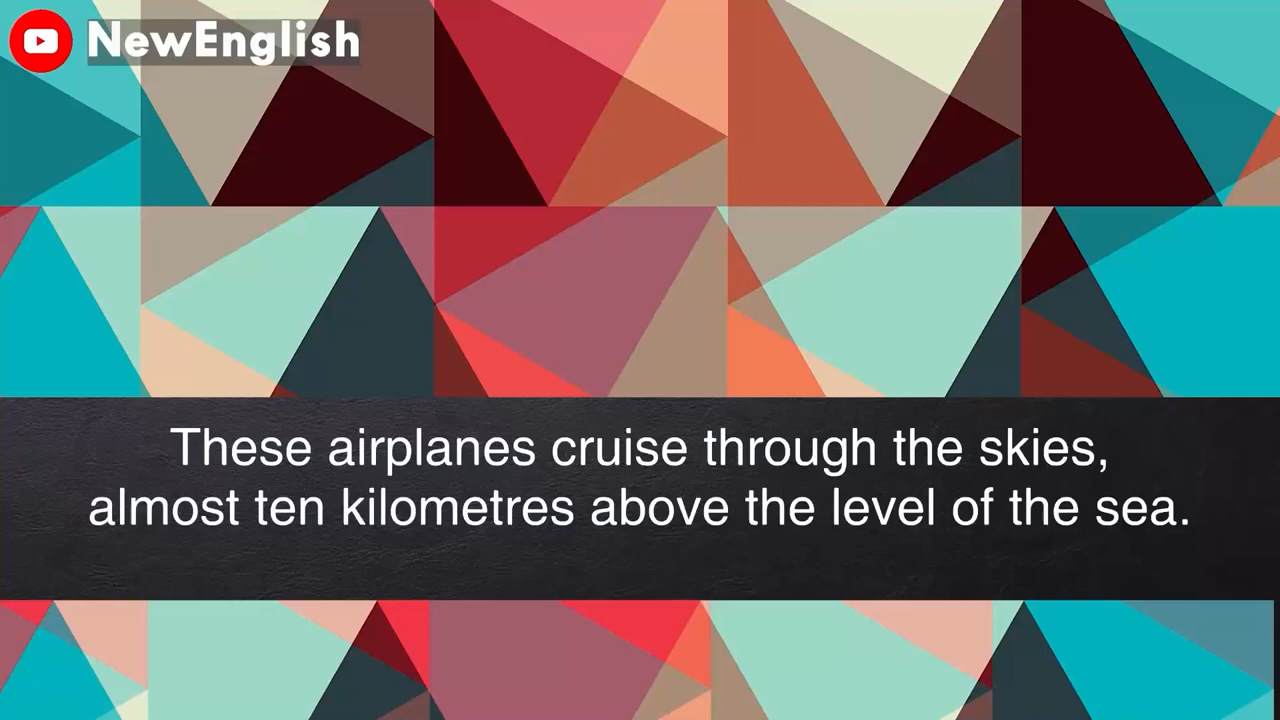 NewEnglish
These airplanes cruise through the skies,
almost ten kilometres above the level of the sea.